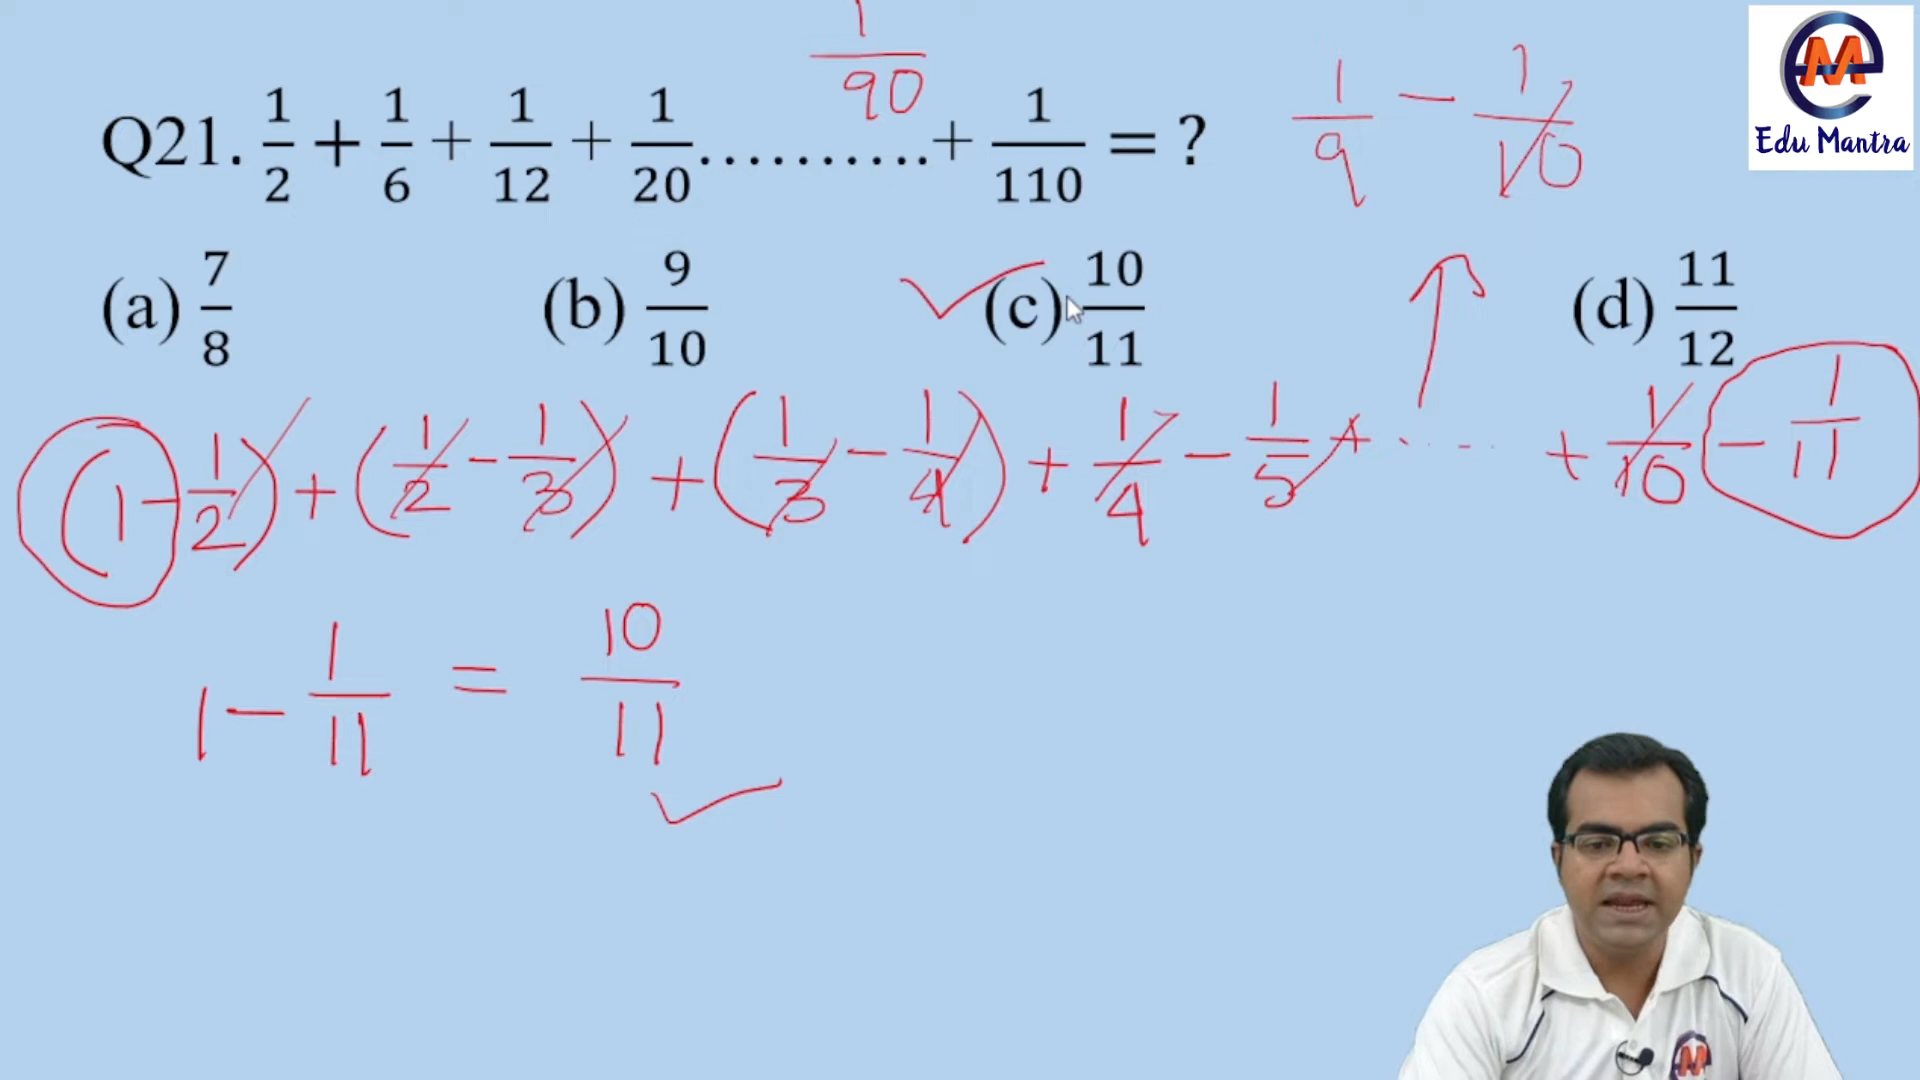 1/90
Q21. 1/2 + 1/6 + 1/12 + 1/20 .......... + 1/110 = ?
1/9 - 1/10
Edu Mantra
(a) 7/8 (b) 9/10 (c) 10/11 (d) 11/12
(1 - 1/2) + (1/2 - 1/3) + (1/3 - 1/4) + 1/4 - 1/5 + ..... + 1/10 - 1/11
1 - 1/11 = 10/11